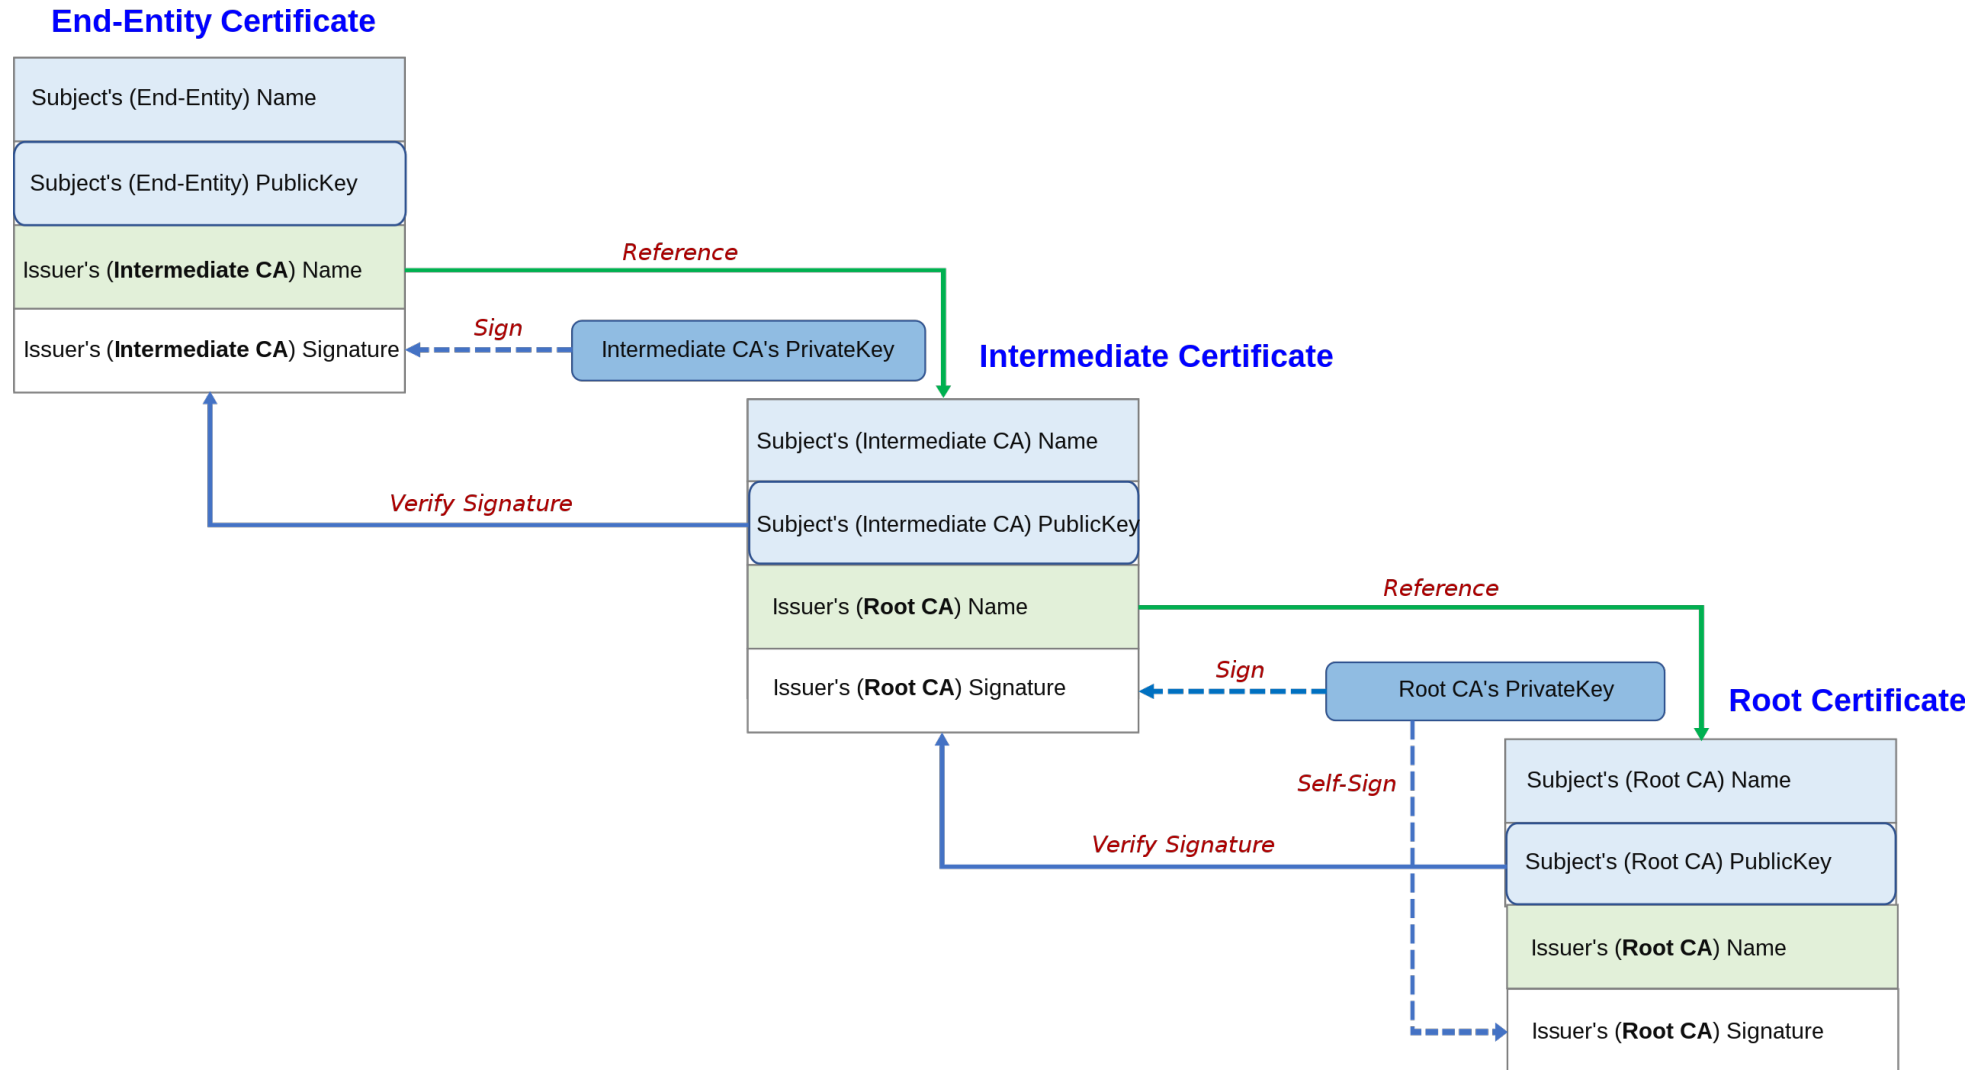 End-Entity Certificate
Subject's (End-Entity) Name
Subject's (End-Entity) PublicKey
Issuer's (Intermediate CA) Name
Reference
Issuer's (Intermediate CA) Signature
Sign
Intermediate CA's PrivateKey
Intermediate Certificate
Subject's (Intermediate CA) Name
Verify Signature
Subject's (Intermediate CA) PublicKey
Issuer's (Root CA) Name
Reference
Issuer's (Root CA) Signature
Sign
Root CA's PrivateKey
Root Certificate
Self-Sign
Subject's (Root CA) Name
Verify Signature
Subject's (Root CA) PublicKey
Issuer's (Root CA) Name
Issuer's (Root CA) Signature